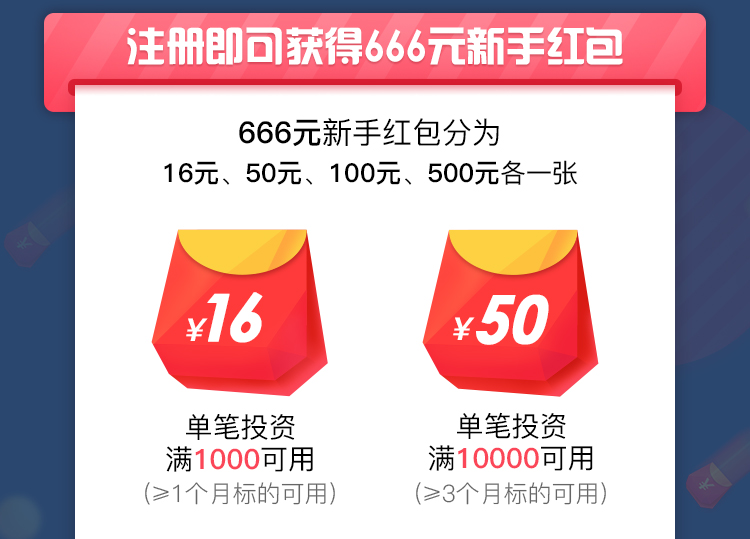 注册即可获得666元新手红包
666元新手红包分为
16元、50元、100元、500元各一张
¥16
¥50
单笔投资
满1000可用
(≥1个月标的可用)
单笔投资
满10000可用
(≥3个月标的可用)